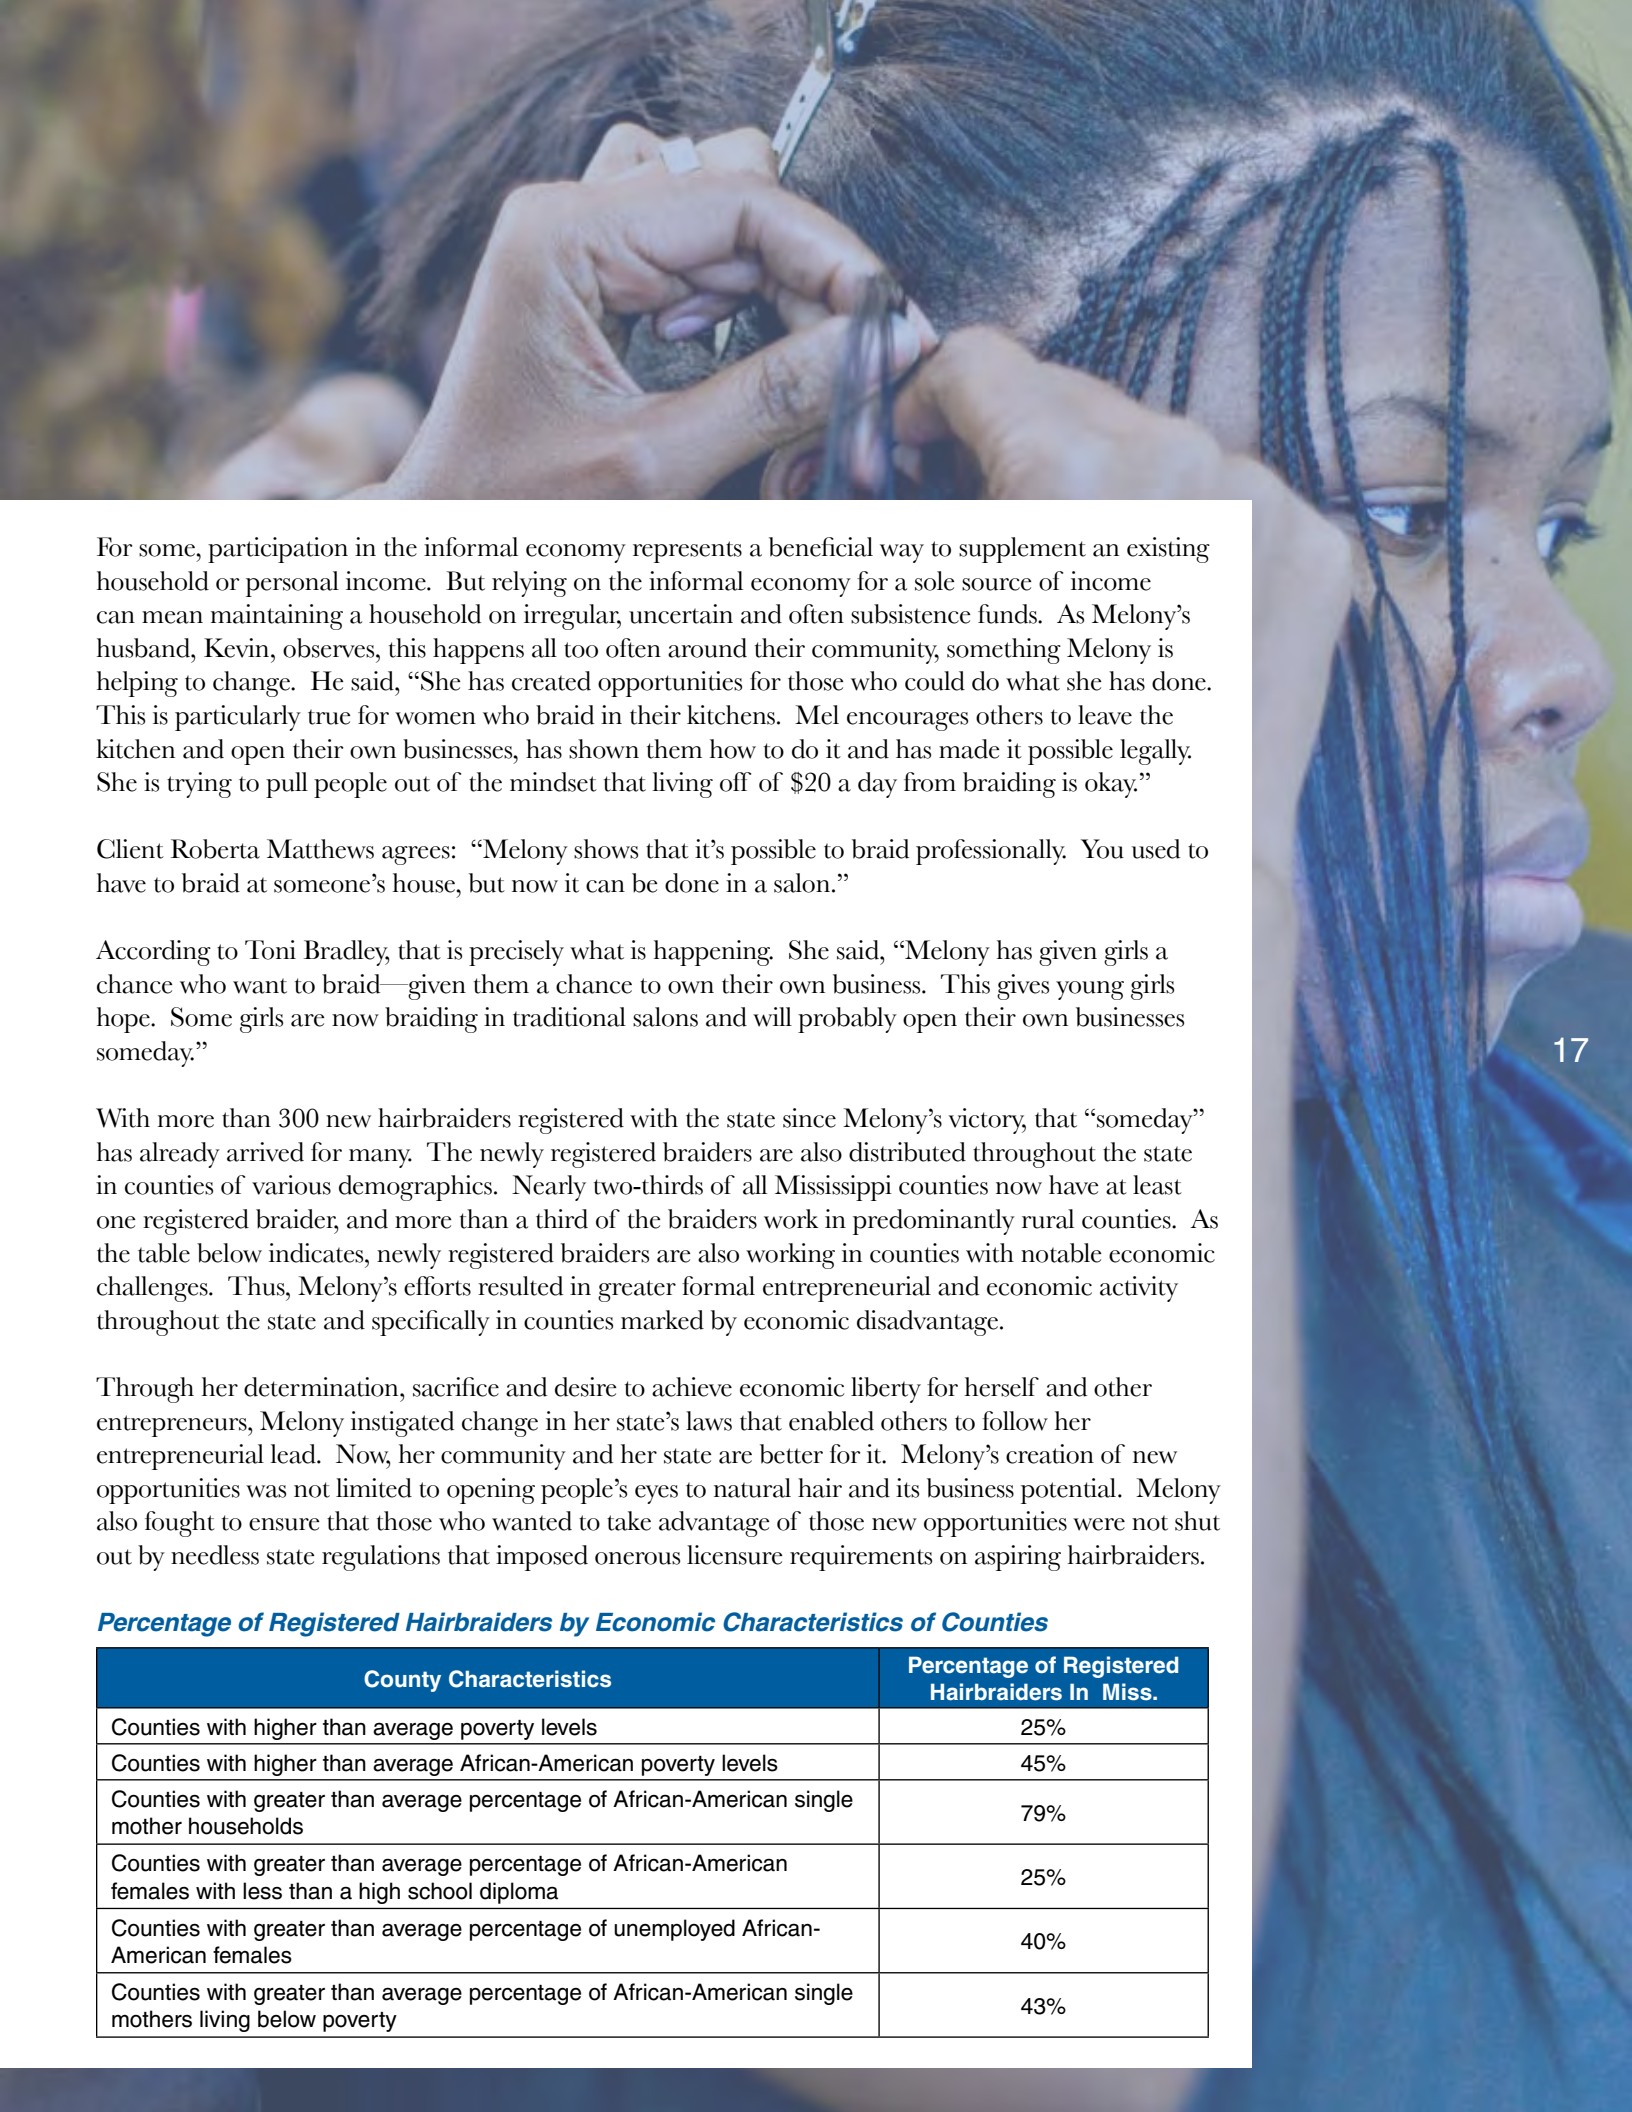 For some, participation in the informal economy represents a beneficial way to supplement an existing
household or personal income.  But relying on the informal economy for a sole source of income
can mean maintaining a household on irregular, uncertain and often subsistence funds.  As Melony’s
husband, Kevin, observes, this happens all too often around their community, something Melony is
helping to change.  He said, “She has created opportunities for those who could do what she has done.
This is particularly true for women who braid in their kitchens.  Mel encourages others to leave the
kitchen and open their own businesses, has shown them how to do it and has made it possible legally.
She is trying to pull people out of the mindset that living off of $20 a day from braiding is okay.”
Client Roberta Matthews agrees:  “Melony shows that it’s possible to braid professionally.  You used to
have to braid at someone’s house, but now it can be done in a salon.”
According to Toni Bradley, that is precisely what is happening.  She said, “Melony has given girls a
chance who want to braid—given them a chance to own their own business.  This gives young girls
hope.  Some girls are now braiding in traditional salons and will probably open their own businesses
someday.”
17
With more than 300 new hairbraiders registered with the state since Melony’s victory, that “someday”
has already arrived for many.  The newly registered braiders are also distributed throughout the state
in counties of various demographics.  Nearly two-thirds of all Mississippi counties now have at least
one registered braider, and more than a third of the braiders work in predominantly rural counties.  As
the table below indicates, newly registered braiders are also working in counties with notable economic
challenges.  Thus, Melony’s efforts resulted in greater formal entrepreneurial and economic activity
throughout the state and specifically in counties marked by economic disadvantage.
Through her determination, sacrifice and desire to achieve economic liberty for herself and other
entrepreneurs, Melony instigated change in her state’s laws that enabled others to follow her
entrepreneurial lead.  Now, her community and her state are better for it.  Melony’s creation of new
opportunities was not limited to opening people’s eyes to natural hair and its business potential.  Melony
also fought to ensure that those who wanted to take advantage of those new opportunities were not shut
out by needless state regulations that imposed onerous licensure requirements on aspiring hairbraiders.
Percentage of Registered Hairbraiders by Economic Characteristics of Counties
County Characteristics
Percentage of Registered
Hairbraiders In  Miss.
Counties with higher than average poverty levels
25%
Counties with higher than average African-American poverty levels
45%
Counties with greater than average percentage of African-American single
mother households
79%
Counties with greater than average percentage of African-American
females with less than a high school diploma
25%
Counties with greater than average percentage of unemployed African-
American females
40%
Counties with greater than average percentage of African-American single
mothers living below poverty
43%